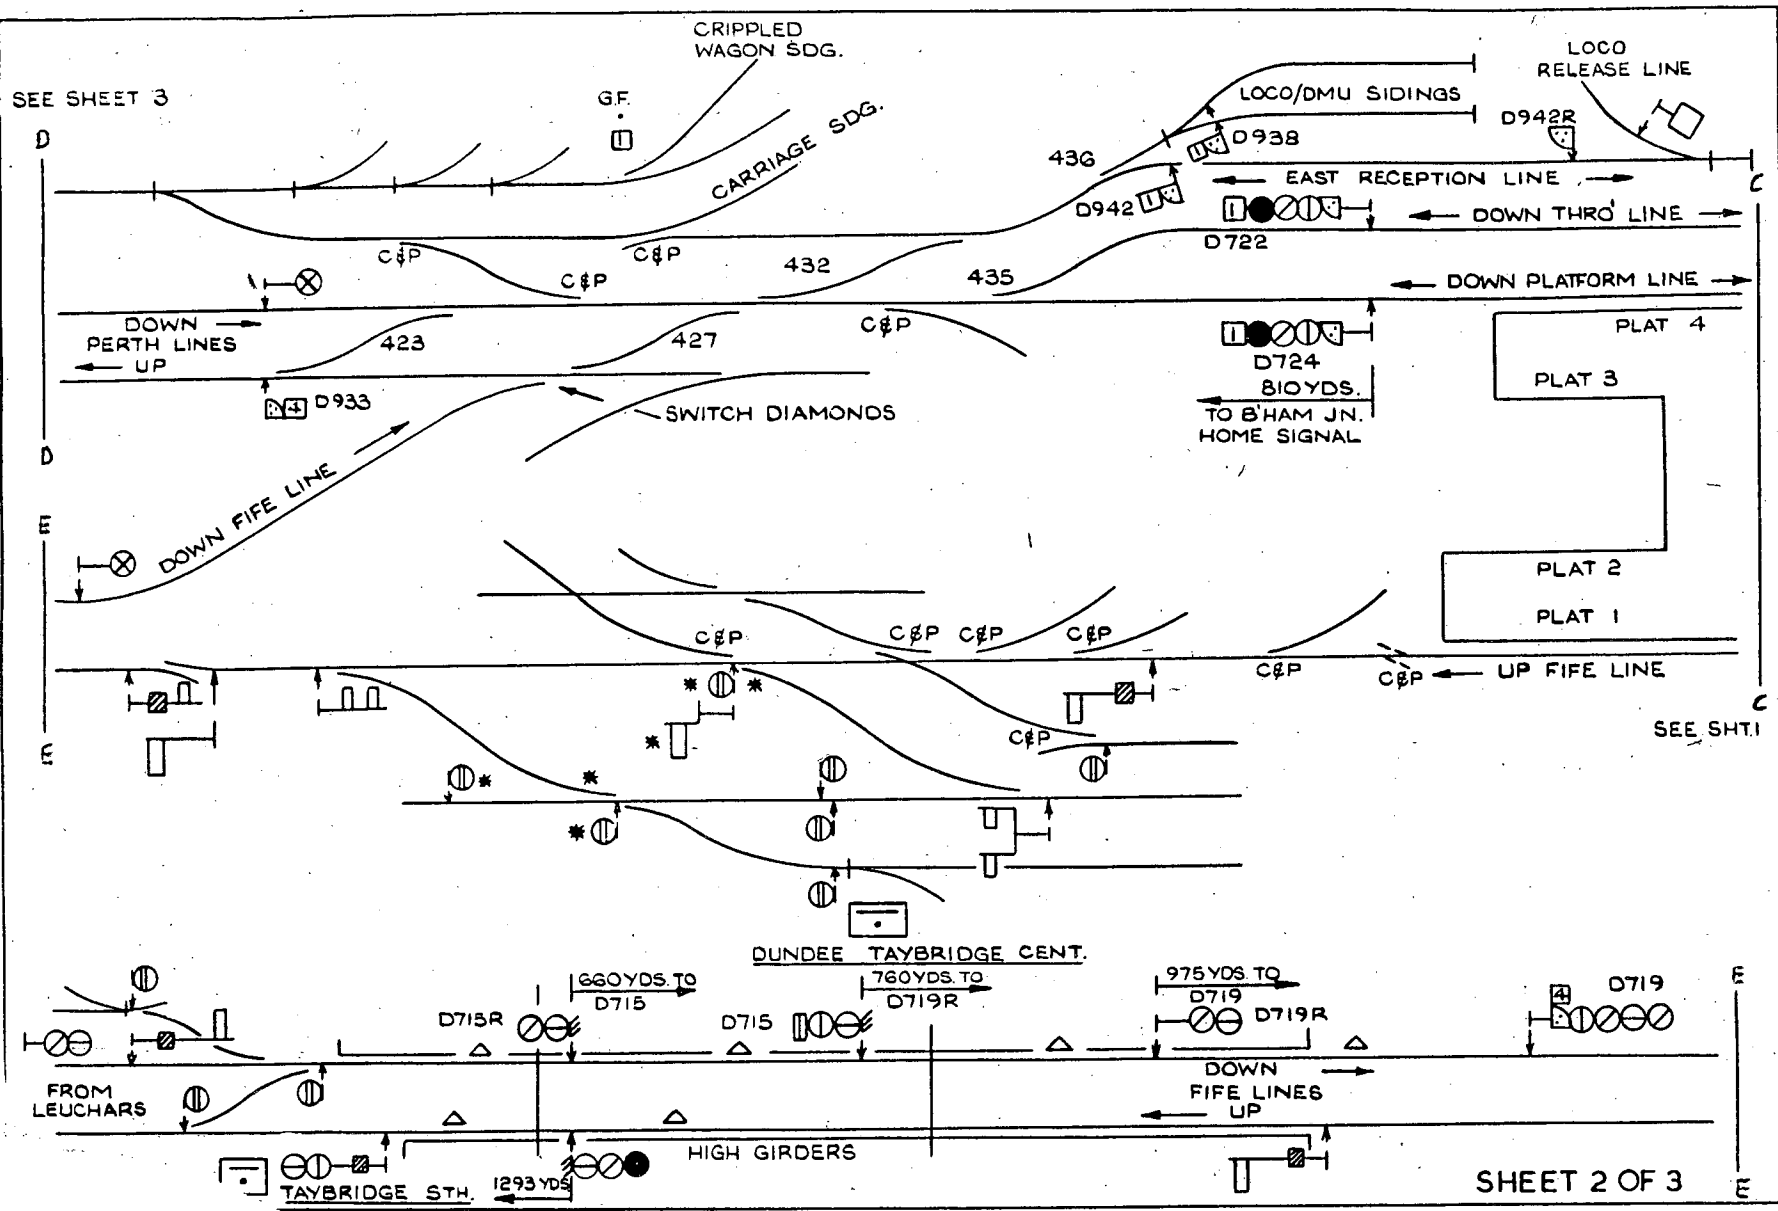 CRIPPLED
WAGON SDG.
LOCO
RELEASE LINE
SEE SHEET 3
G.F.
LOCO/DMU SIDINGS
D942R
D
CARRIAGE SDG.
D938
436
EAST RECEPTION LINE
C
D942
DOWN THRO' LINE
D722
C&P
C&P
C&P
432
435
DOWN PLATFORM LINE
DOWN
PERTH LINES
UP
423
427
C&P
PLAT 4
D724
D933
4
SWITCH DIAMONDS
810YDS.
TO B'HAM JN.
HOME SIGNAL
PLAT 3
D
DOWN FIFE LINE
E
PLAT 2
PLAT 1
C&P
C&P
C&P
C&P
C&P
C&P
UP FIFE LINE
C
SEE SHT.1
C&P
E
DUNDEE TAYBRIDGE CENT.
660YDS. TO
D715
760YDS. TO
D719R
975YDS. TO
D719
E
D715R
D715
D719R
4
D719
FROM
LEUCHARS
DOWN
FIFE LINES
UP
HIGH GIRDERS
TAYBRIDGE STH.
1293 YDS
SHEET 2 OF 3
E